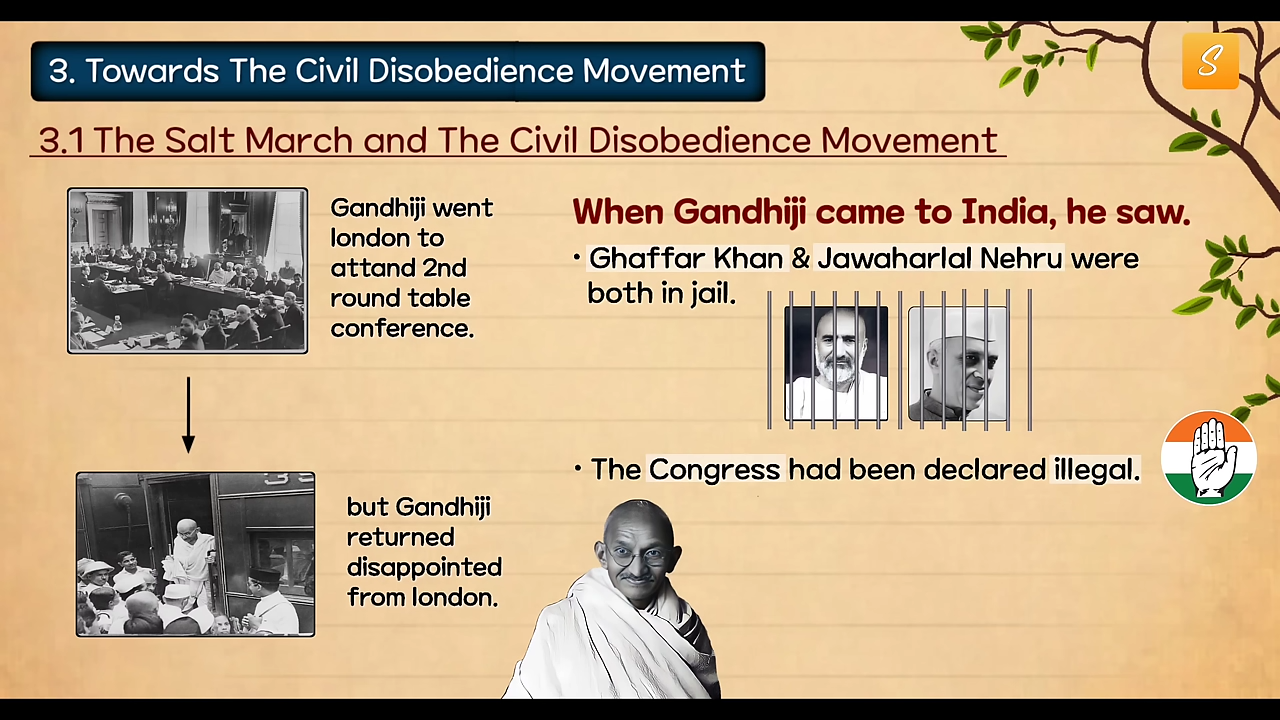 3. Towards The Civil Disobedience Movement
S
3.1 The Salt March and The Civil Disobedience Movement
Gandhiji went
london to
attand 2nd
round table
conference.
but Gandhiji
returned
disappointed
from london.
When Gandhiji came to India, he saw.
• Ghaffar Khan & Jawaharlal Nehru were
both in jail.
• The Congress had been declared illegal.